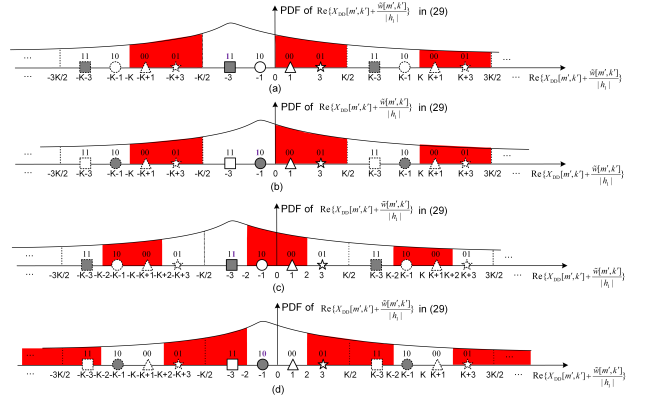 PDF of Re{X_DD[m′,k′]+w̃[m′,k′]/|h₁|} in (29)
11 10 00 01 11 10 00 01 11 10 00 01
... -3K/2 -K-3 -K-1 -K -K+1 -K+3 -K/2 -3 -1 0 1 3 K/2 K-3 K-1 K K+1 K+3 3K/2 ... Re{X_DD[m′,k′]+w̃[m′,k′]/|h₁|}
(a)
PDF of Re{X_DD[m′,k′]+w̃[m′,k′]/|h₁|} in (29)
11 10 00 01 11 10 00 01 11 10 00 01
... -3K/2 -K-3 -K-1 -K -K+1 -K+3 -K/2 -3 -1 0 1 3 K/2 K-3 K-1 K K+1 K+3 3K/2 ... Re{X_DD[m′,k′]+w̃[m′,k′]/|h₁|}
(b)
PDF of Re{X_DD[m′,k′]+w̃[m′,k′]/|h₁|} in (29)
11 10 00 01 11 10 00 01 11 10 00 01
... -3K/2 -K-3 -K-2 -K-1 -K -K+1 -K+2 -K+3 -K/2 -3 -2 -1 0 1 2 3 K/2 K-3 K-2 K-1 K K+1 K+2 K+3 3K/2 ... Re{X_DD[m′,k′]+w̃[m′,k′]/|h₁|}
(c)
PDF of Re{X_DD[m′,k′]+w̃[m′,k′]/|h₁|} in (29)
11 10 00 01 11 10 00 01 11 10 00 01
... -3K/2 -K-3 -K-2 -K-1 -K -K+1 -K+2 -K+3 -K/2 -3 -2 -1 0 1 2 3 K/2 K-3 K-2 K-1 K K+1 K+2 K+3 3K/2 ... Re{X_DD[m′,k′]+w̃[m′,k′]/|h₁|}
(d)